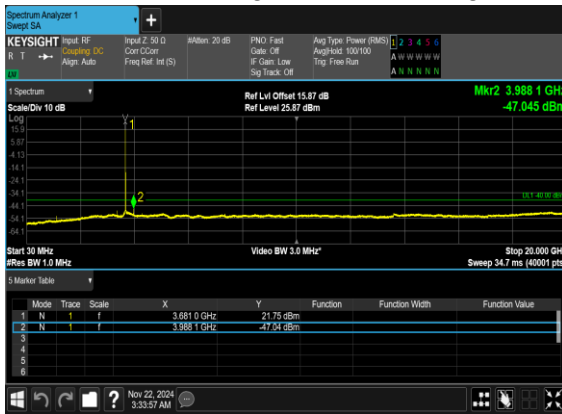 Spectrum Analyzer 1
Swept SA
KEYSIGHT Input: RF Input Z: 50 Ω #Atten: 20 dB PNO: Fast Avg Type: Power (RMS) 1 2 3 4 5 6
R T Coupling: DC Corr CCorr Gate: Off Avg|Hold: 100/100 A W W W W W
Align: Auto Freq Ref: Int (S) IF Gain: Low Trig: Free Run
Sig Track: Off A N N N N N
1 Spectrum Ref Lvl Offset 15.87 dB Mkr2 3.988 1 GHz
Scale/Div 10 dB Ref Level 25.87 dBm -47.045 dBm
Log
15.9
5.87
-4.13
-14.1
-24.1
-34.1
-44.1
-54.1
-64.1
1
2
DL1 -40.00 dBm
Start 30 MHz Video BW 3.0 MHz* Stop 20.000 GHz
#Res BW 1.0 MHz Sweep 34.7 ms (40001 pts)
5 Marker Table
Mode Trace Scale X Y Function Function Width Function Value
1 N 1 f 3.681 0 GHz 21.75 dBm
2 N 1 f 3.988 1 GHz -47.04 dBm
3
4
5
6
? Nov 22, 2024
3:33:57 AM